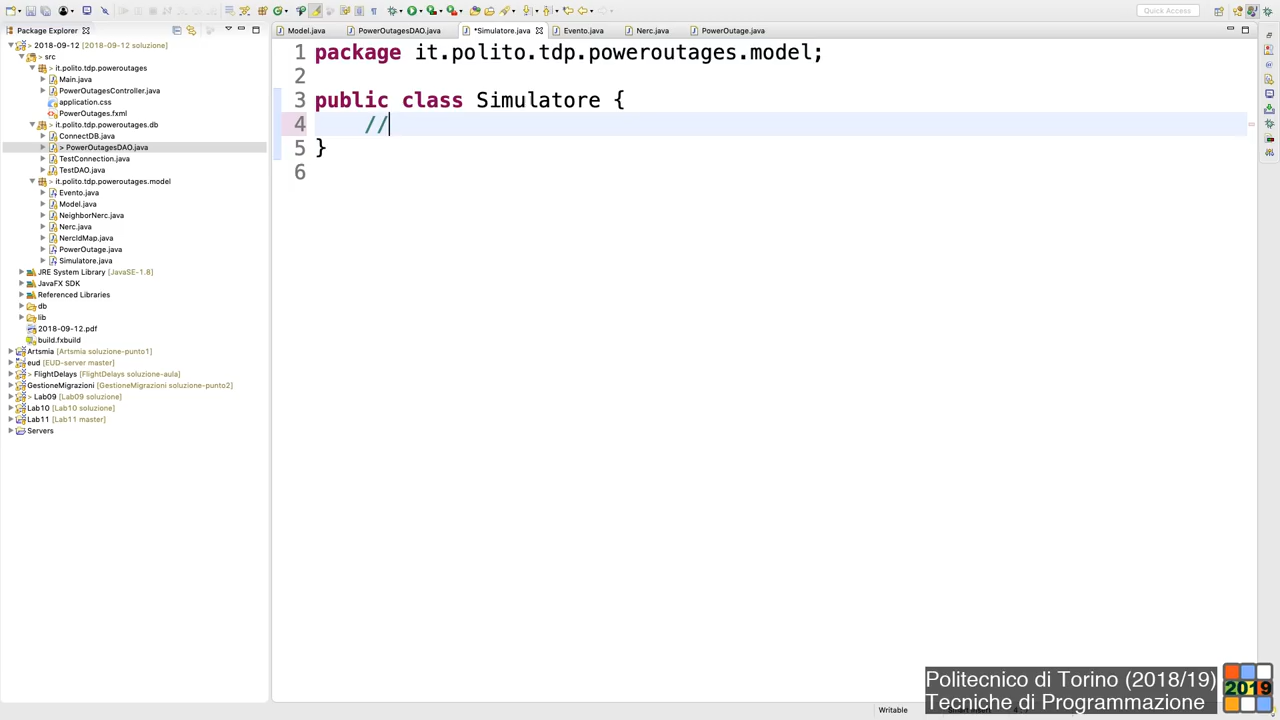 Quick Access
Package Explorer
> 2018-09-12 [2018-09-12 soluzione]
> src
> it.polito.tdp.poweroutages
Main.java
PowerOutagesController.java
application.css
PowerOutages.fxml
> it.polito.tdp.poweroutages.db
ConnectDB.java
> PowerOutagesDAO.java
TestConnection.java
TestDAO.java
> it.polito.tdp.poweroutages.model
Evento.java
Model.java
NeighborNerc.java
Nerc.java
NercIdMap.java
PowerOutage.java
Simulatore.java
JRE System Library [JavaSE-1.8]
JavaFX SDK
Referenced Libraries
db
lib
2018-09-12.pdf
build.fxbuild
Artsmia [Artsmia soluzione-punto1]
eud [EUD-server master]
> FlightDelays [FlightDelays soluzione-aula]
GestioneMigrazioni [GestioneMigrazioni soluzione-punto2]
> Lab09 [Lab09 soluzione]
Lab10 [Lab10 soluzione]
Lab11 [Lab11 master]
Servers
Model.java PowerOutagesDAO.java *Simulatore.java Evento.java Nerc.java PowerOutage.java
1 package it.polito.tdp.poweroutages.model;
2
3 public class Simulatore {
4 //
5 }
6
Politecnico di Torino (2018/19)
Tecniche di Programmazione
2019
Writable